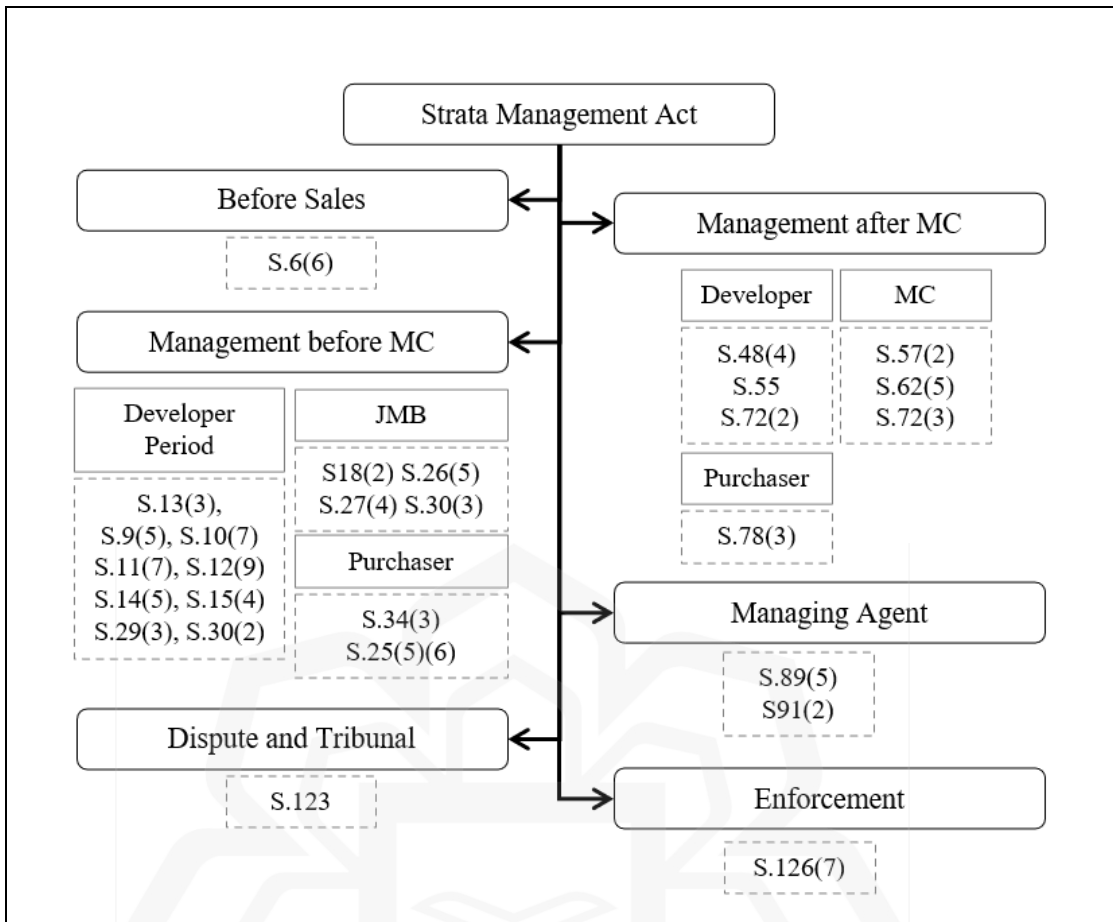 Strata Management Act
Before Sales
S.6(6)
Management before MC
Developer
Period
S.13(3),
S.9(5), S.10(7)
S.11(7), S.12(9)
S.14(5), S.15(4)
S.29(3), S.30(2)
JMB
S18(2) S.26(5)
S.27(4) S.30(3)
Purchaser
S.34(3)
S.25(5)(6)
Dispute and Tribunal
S.123
Management after MC
Developer
S.48(4)
S.55
S.72(2)
MC
S.57(2)
S.62(5)
S.72(3)
Purchaser
S.78(3)
Managing Agent
S.89(5)
S91(2)
Enforcement
S.126(7)